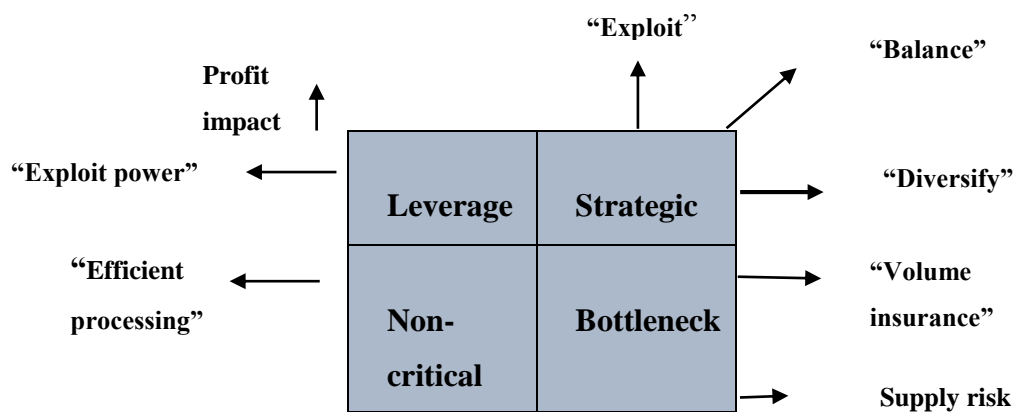 “Exploit”
“Balance”
Profit
impact
“Exploit power”
“Diversify”
Leverage
Strategic
“Efficient
processing”
“Volume
insurance”
Non-
critical
Bottleneck
Supply risk